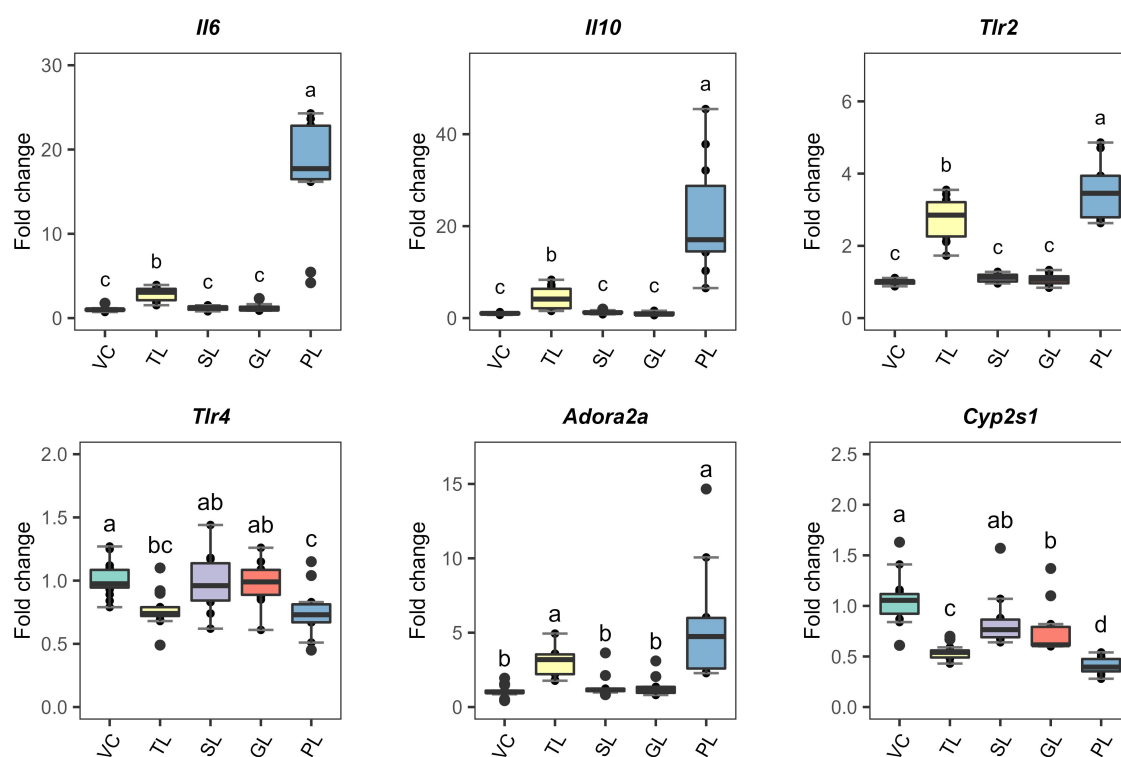 Il6
Il10
Tlr2
Fold change
30
20
10
0
c
b
c
c
a
VC
TL
SL
GL
PL
Fold change
40
20
0
c
b
c
c
a
VC
TL
SL
GL
PL
Fold change
6
4
2
0
c
b
c
c
a
VC
TL
SL
GL
PL
Tlr4
Adora2a
Cyp2s1
Fold change
2.0
1.5
1.0
0.5
0.0
a
bc
ab
ab
c
VC
TL
SL
GL
PL
Fold change
15
10
5
0
b
a
b
b
a
VC
TL
SL
GL
PL
Fold change
2.5
2.0
1.5
1.0
0.5
0.0
a
c
ab
b
d
VC
TL
SL
GL
PL